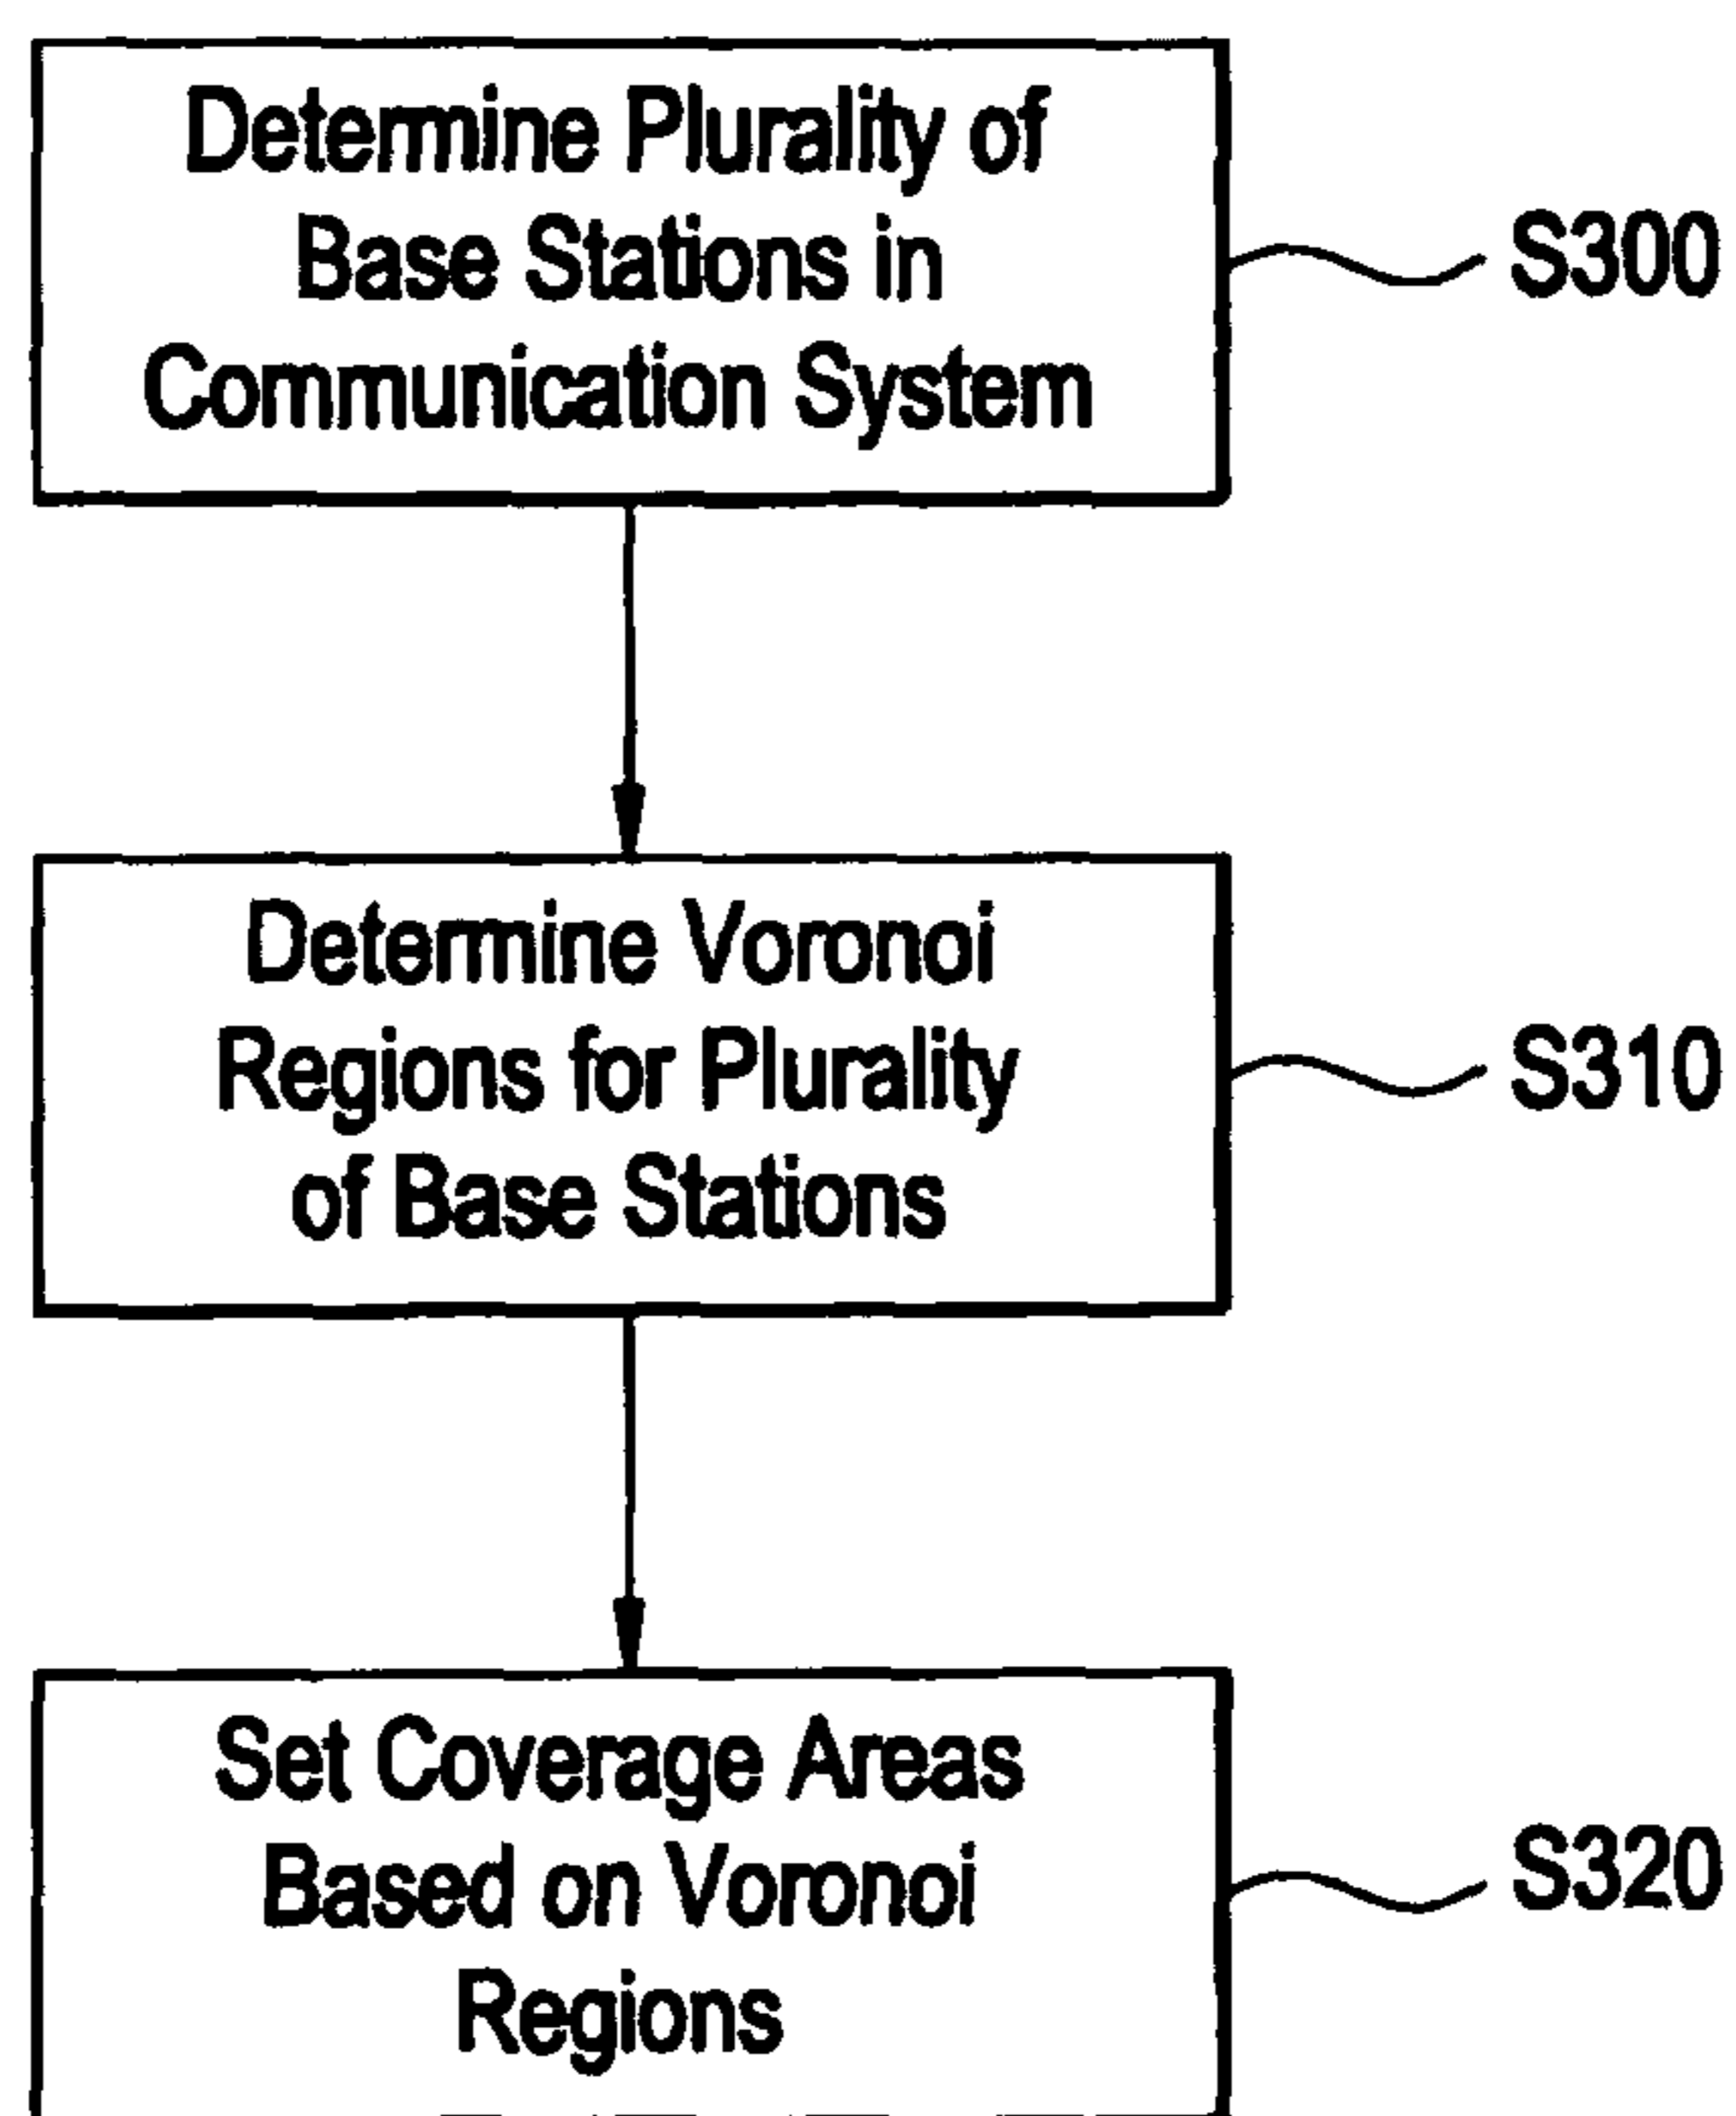 Determine Plurality of
Base Stations in
Communication System
S300
Determine Voronoi
Regions for Plurality
of Base Stations
S310
Set Coverage Areas
Based on Voronoi
Regions
S320